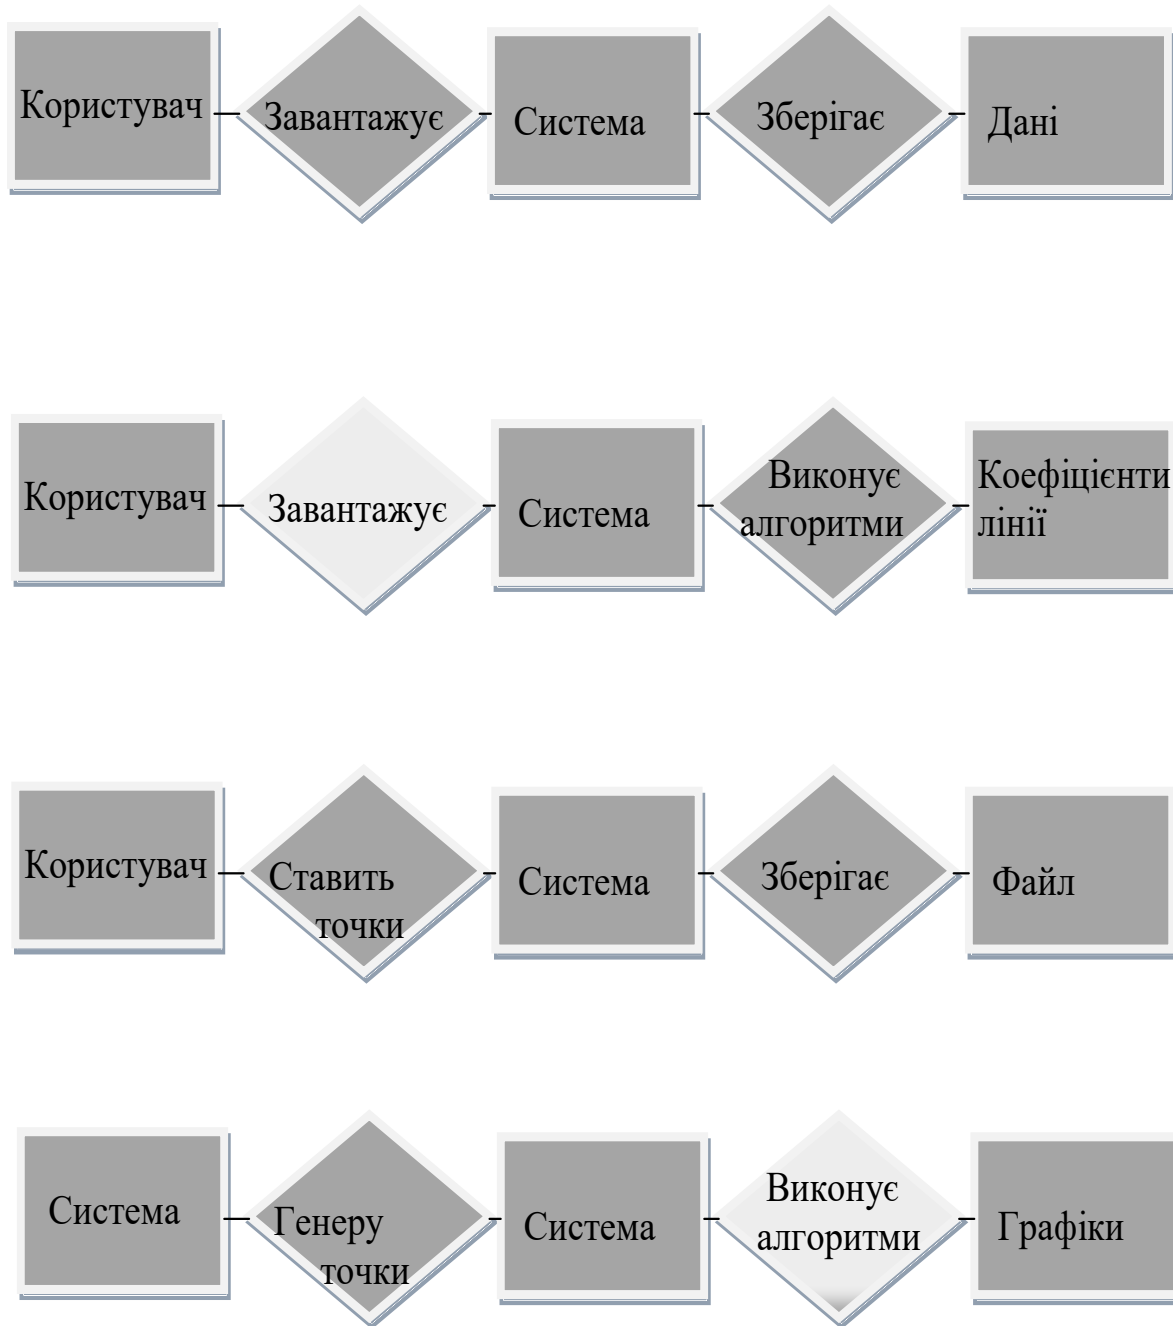 Користувач
Завантажує
Система
Зберігає
Дані
Користувач
Завантажує
Система
Виконує
алгоритми
Коефіцієнти
лінії
Користувач
Ставить
точки
Система
Зберігає
Файл
Система
Генеру
точки
Система
Виконує
алгоритми
Графіки